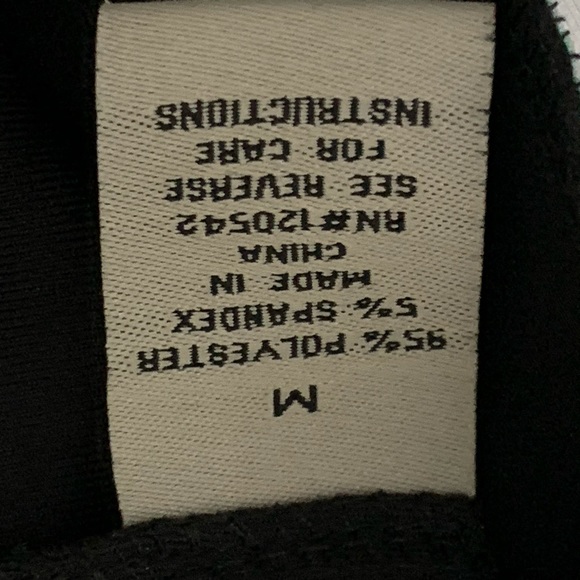 M
95% POLYESTER
5% SPANDEX
MADE IN
CHINA
RN#120542
SEE REVERSE
FOR CARE
INSTRUCTIONS